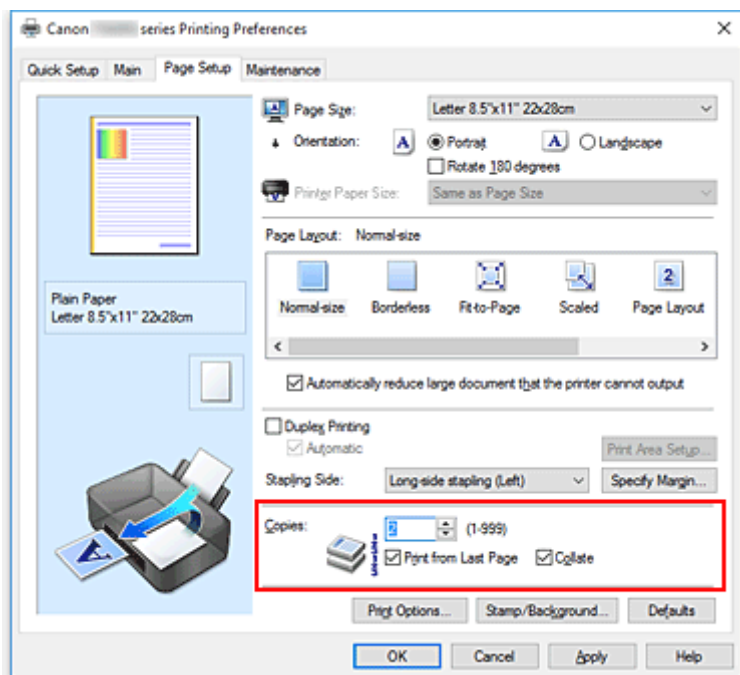 Canon series Printing Preferences
Quick Setup Main Page Setup Maintenance
Page Size: Letter 8.5"x11" 22x28cm
Orientation: A Portrait A Landscape
Rotate 180 degrees
Printer Paper Size: Same as Page Size
Page Layout: Normal-size
2
Normal-size Borderless Fit-to-Page Scaled Page Layout
Plain Paper
Letter 8.5"x11" 22x28cm
Automatically reduce large document that the printer cannot output
Duplex Printing
Automatic Print Area Setup...
Stapling Side: Long-side stapling (Left) Specify Margin...
Copies: 2 (1-999)
Print from Last Page Collate
A
Print Options... Stamp/Background... Defaults
OK Cancel Apply Help